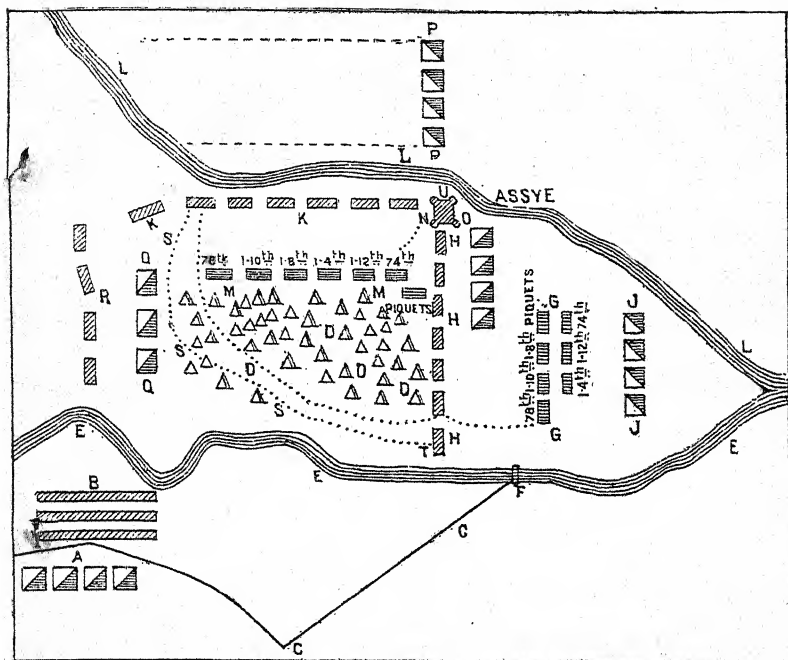 P
L
L
P
U
ASSYE
K
K
N
O
H
S
Q
78th 1·10th 1·8th 1·4th 1·12th 74th
R
M
M
PIQUETS
H
D
D
D
D
S
Q
S
T
H
G
J
PIQUETS
1·8th
1·10th
78th
74th
1·12th
1·4th
G
J
L
E
E
E
F
B
C
A
C